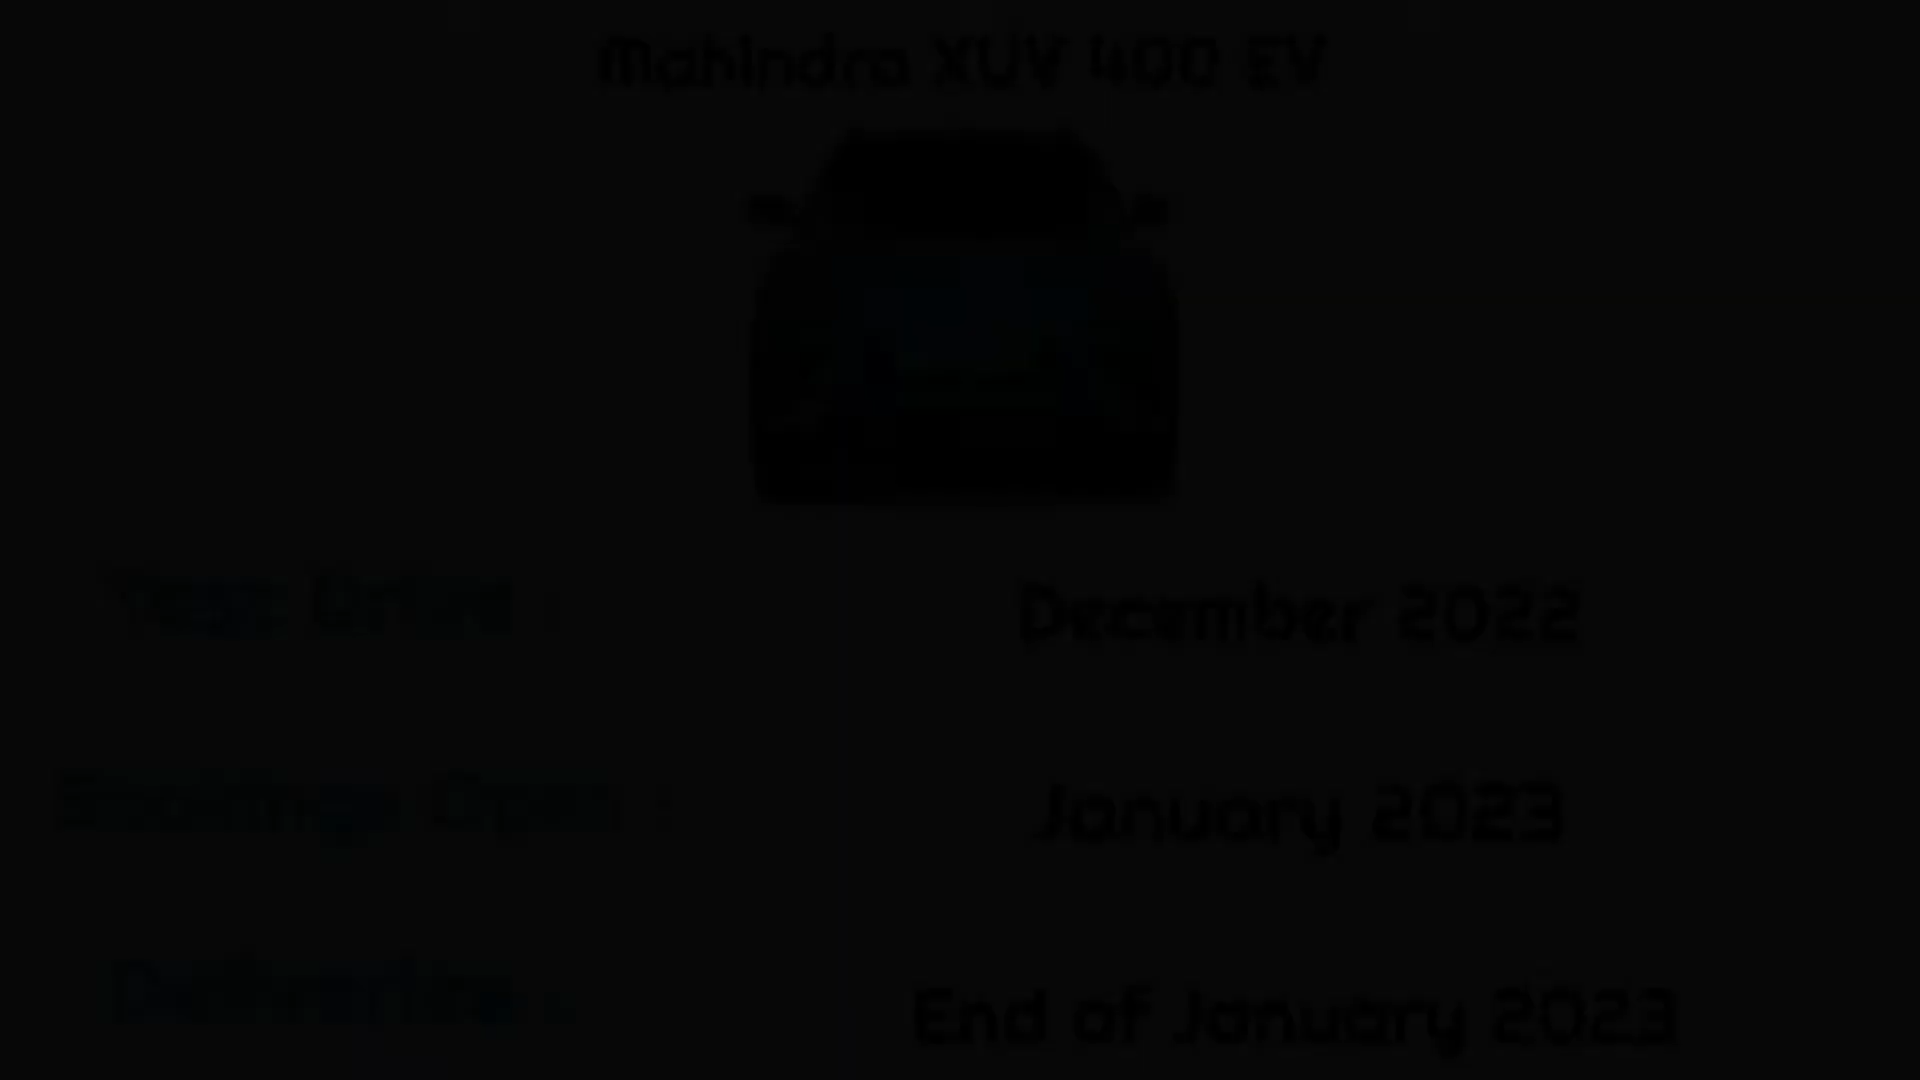 Mahindra XUV 400 EV
Test Drive : December 2022
Bookings Open : January 2023
Deliveries : End of January 2023